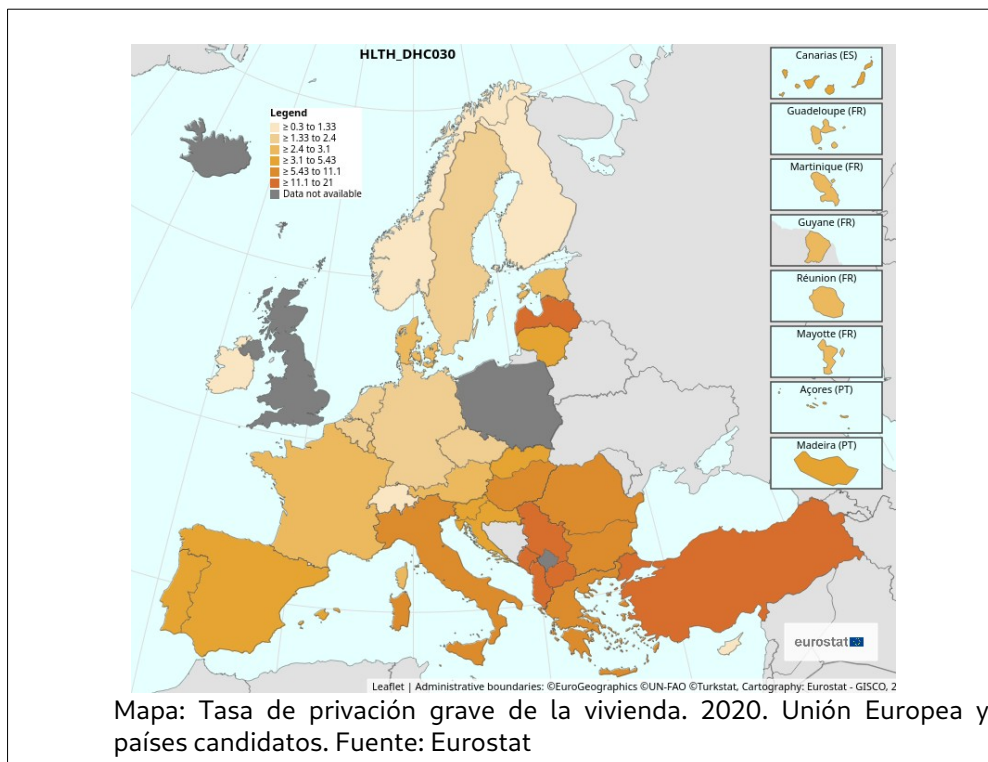 HLTH_DHC030
Legend
≥ 0.3 to 1.33
≥ 1.33 to 2.4
≥ 2.4 to 3.1
≥ 3.1 to 5.43
≥ 5.43 to 11.1
≥ 11.1 to 21
Data not available
Canarias (ES)
Guadeloupe (FR)
Martinique (FR)
Guyane (FR)
Réunion (FR)
Mayotte (FR)
Açores (PT)
Madeira (PT)
eurostat
Leaflet | Administrative boundaries: ©EuroGeographics ©UN-FAO ©Turkstat, Cartography: Eurostat - GISCO, 2
Mapa: Tasa de privación grave de la vivienda. 2020. Unión Europea y
países candidatos. Fuente: Eurostat